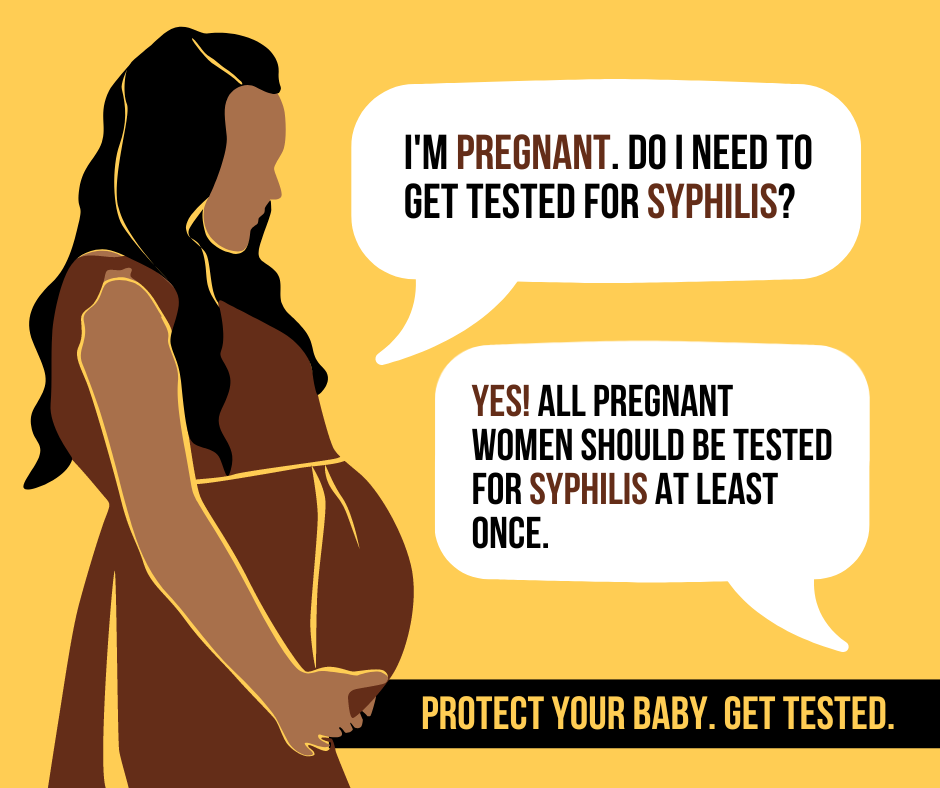 I'M PREGNANT. DO I NEED TO
GET TESTED FOR SYPHILIS?
YES! ALL PREGNANT
WOMEN SHOULD BE TESTED
FOR SYPHILIS AT LEAST
ONCE.
PROTECT YOUR BABY. GET TESTED.